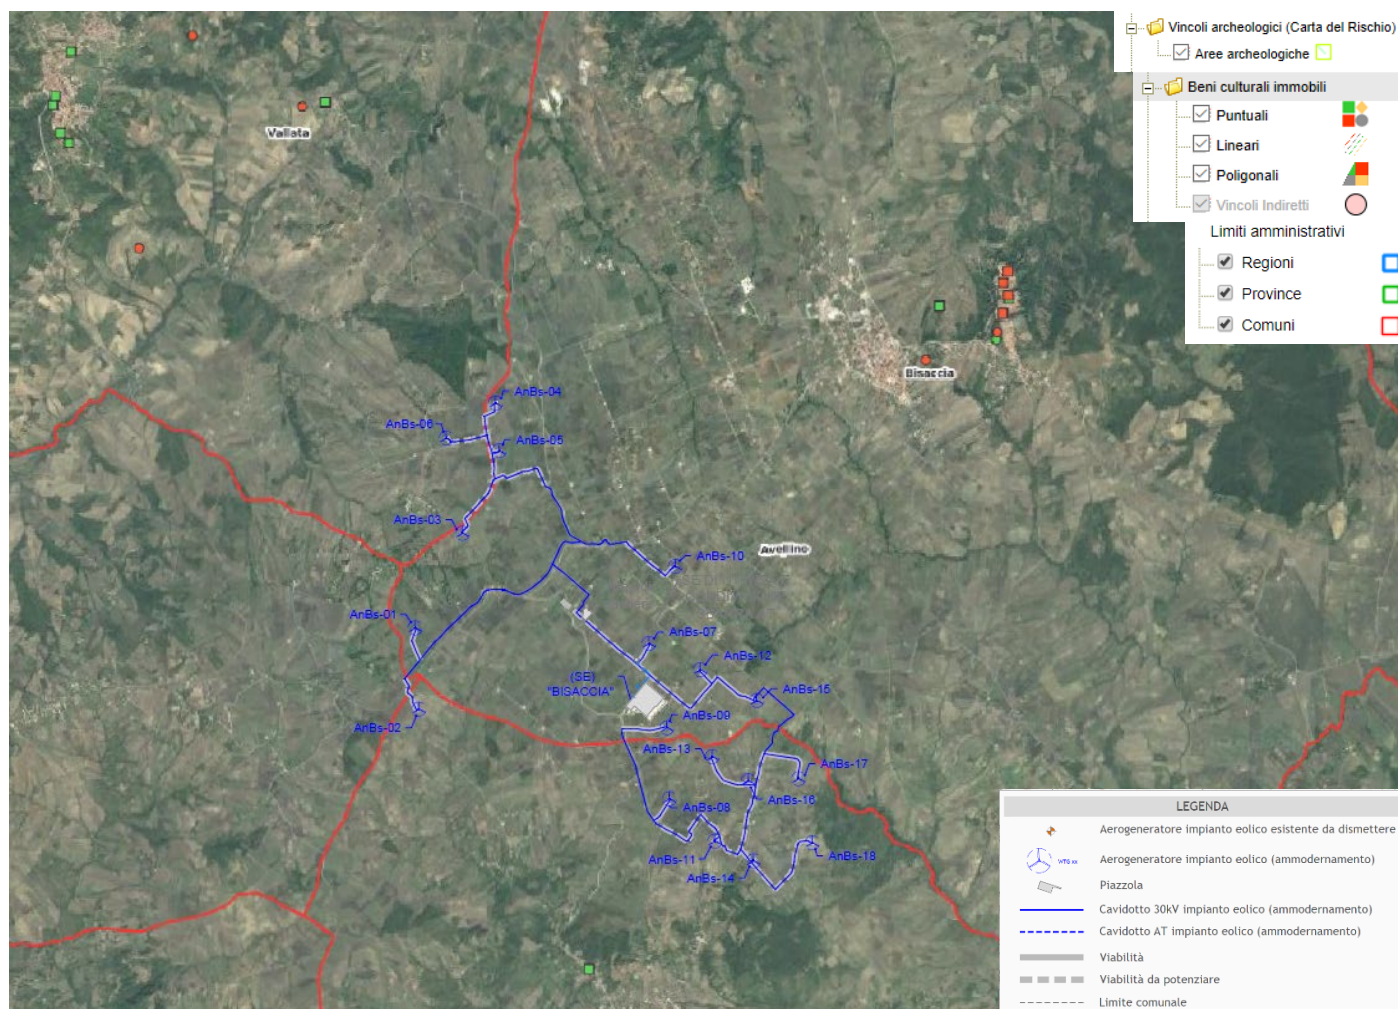 Vincoli archeologici (Carta del Rischio)
Aree archeologiche
Beni culturali immobili
Puntuali
Lineari
Poligonali
Vincoli Indiretti
Limiti amministrativi
Regioni
Province
Comuni
Vallata
Bisaccia
AnBs-04
AnBs-06
AnBs-05
AnBs-03
Avellino
AnBs-10
AnBs-01
AnBs-07
AnBs-12
(SE)
"BISACCIA"
AnBs-15
AnBs-02
AnBs-09
AnBs-13
AnBs-17
AnBs-16
AnBs-08
AnBs-11
AnBs-18
AnBs-14
LEGENDA
Aerogeneratore impianto eolico esistente da dismettere
WTG xx
Aerogeneratore impianto eolico (ammodernamento)
Piazzola
Cavidotto 30kV impianto eolico (ammodernamento)
Cavidotto AT impianto eolico (ammodernamento)
Viabilità
Viabilità da potenziare
Limite comunale